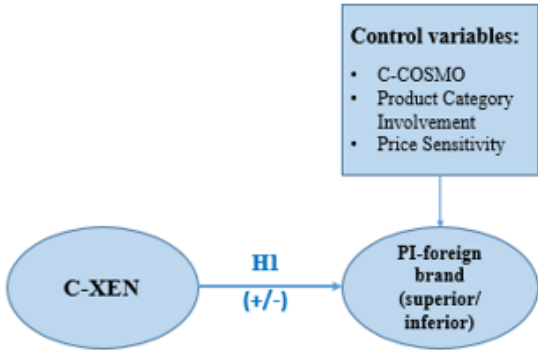 Control variables:
• C-COSMO
• Product Category
Involvement
• Price Sensitivity
C-XEN
H1
(+/-)
PI-foreign
brand
(superior/
inferior)